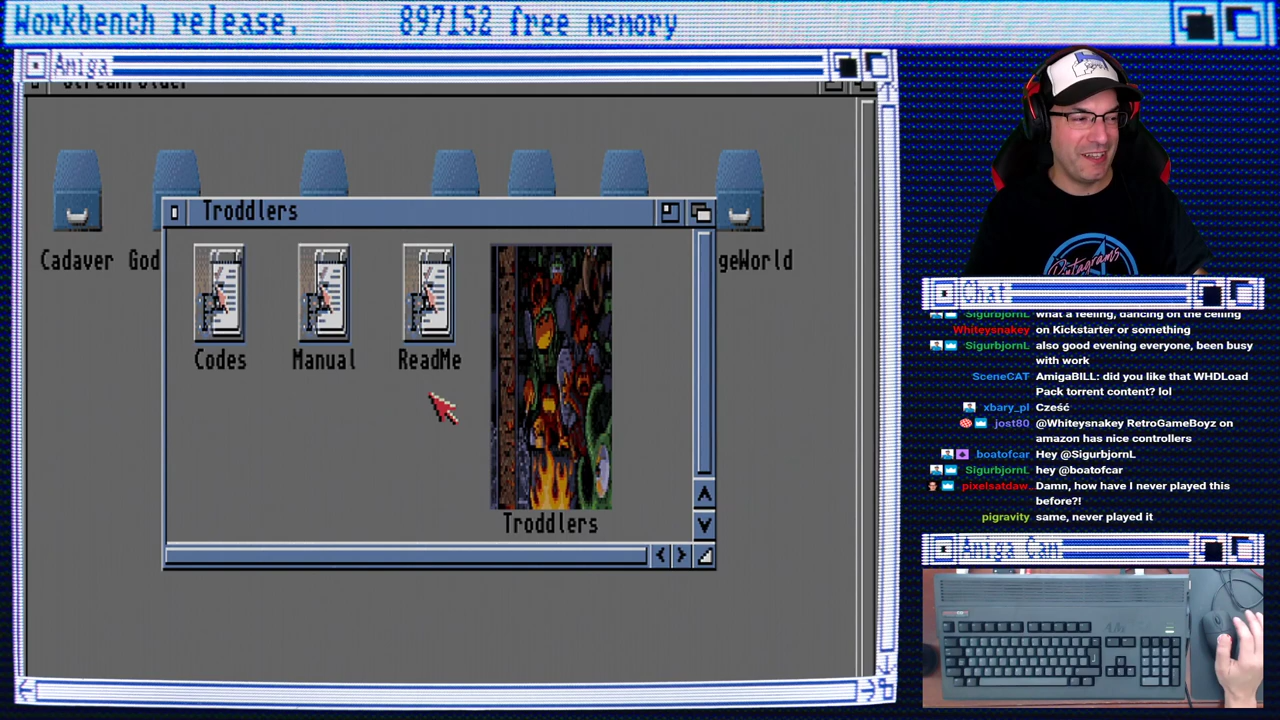 Workbench release. 897152 free memory
Amiga
Troddlers
Cadaver God geWorld
Codes Manual ReadMe
Troddlers
Chat
SigurbjornL what a feeling, dancing on the ceiling
Whiteysnakey on Kickstarter or something
SigurbjornL also good evening everyone, been busy
with work
SceneCAT AmigaBILL: did you like that WHDLoad
Pack torrent content? lol
xbary_pl Cześć
jost80 @Whiteysnakey RetroGameBoyz on
amazon has nice controllers
boatofcar Hey @SigurbjornL
SigurbjornL hey @boatofcar
pixelsatdaw... Damn, how have I never played this
before?!
pigravity same, never played it
Amiga Cam